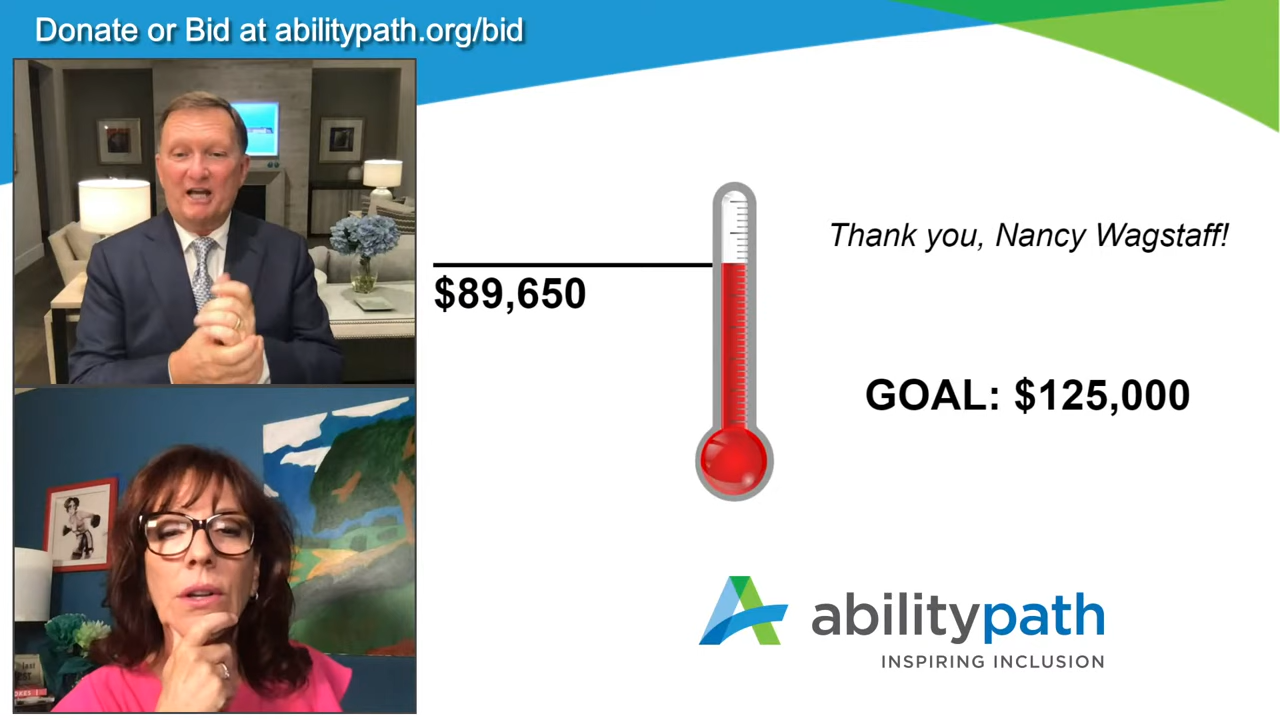 Donate or Bid at abilitypath.org/bid
$89,650
Thank you, Nancy Wagstaff!
GOAL: $125,000
abilitypath
INSPIRING INCLUSION